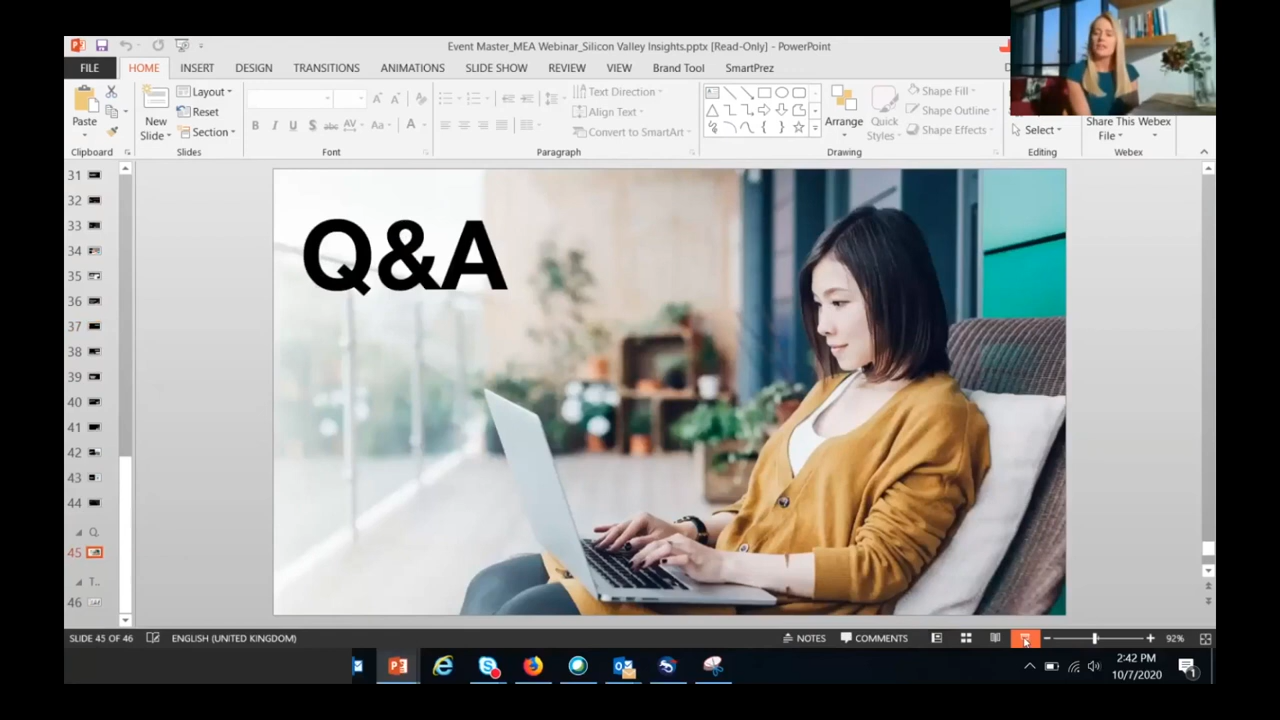 Event Master_MEA Webinar_Silicon Valley Insights.pptx [Read-Only] - PowerPoint
FILE HOME INSERT DESIGN TRANSITIONS ANIMATIONS SLIDE SHOW REVIEW VIEW Brand Tool SmartPrez
Layout
Text Direction
Shape Fill
Reset
Align Text
Shape Outline
Paste
New
Slide
Section
Convert to SmartArt
Arrange
Quick
Styles
Shape Effects
Select
Share This Webex
File
Clipboard Slides Font Paragraph Drawing Editing Webex
31
32
33
34
35
36
37
38
39
40
41
42
43
44
Q.
45
T..
46
Q&A
SLIDE 45 OF 46 ENGLISH (UNITED KINGDOM) NOTES COMMENTS 92%
2:42 PM
10/7/2020
1